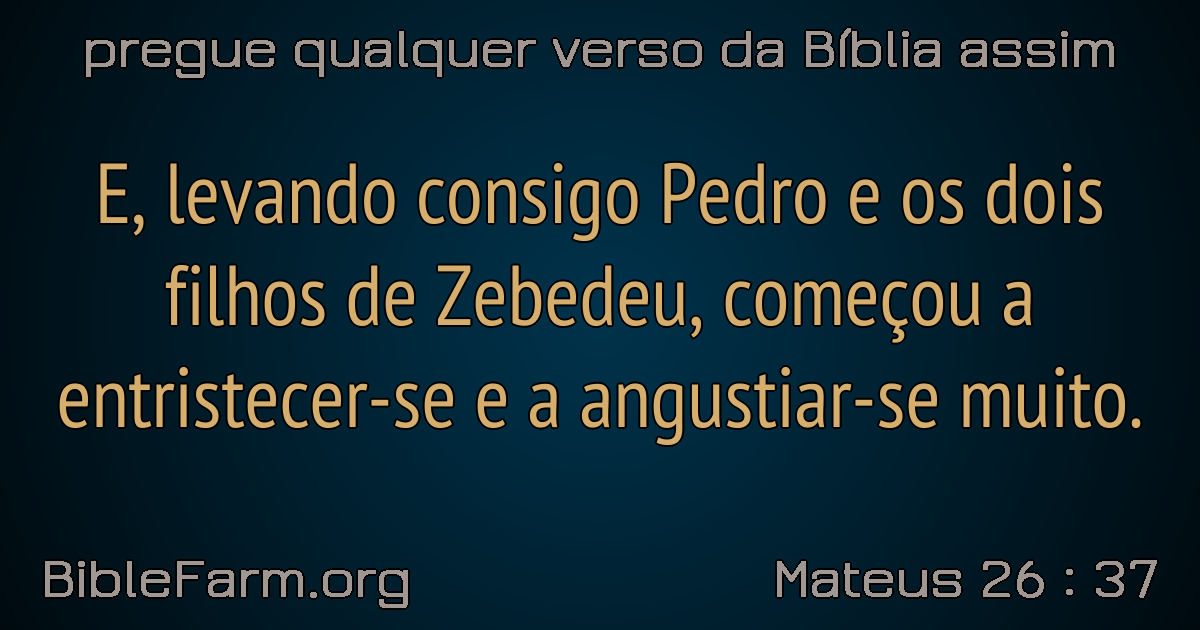 pregue qualquer verso da Bíblia assim
E, levando consigo Pedro e os dois
filhos de Zebedeu, começou a
entristecer-se e a angustiar-se muito.
BibleFarm.org
Mateus 26 : 37